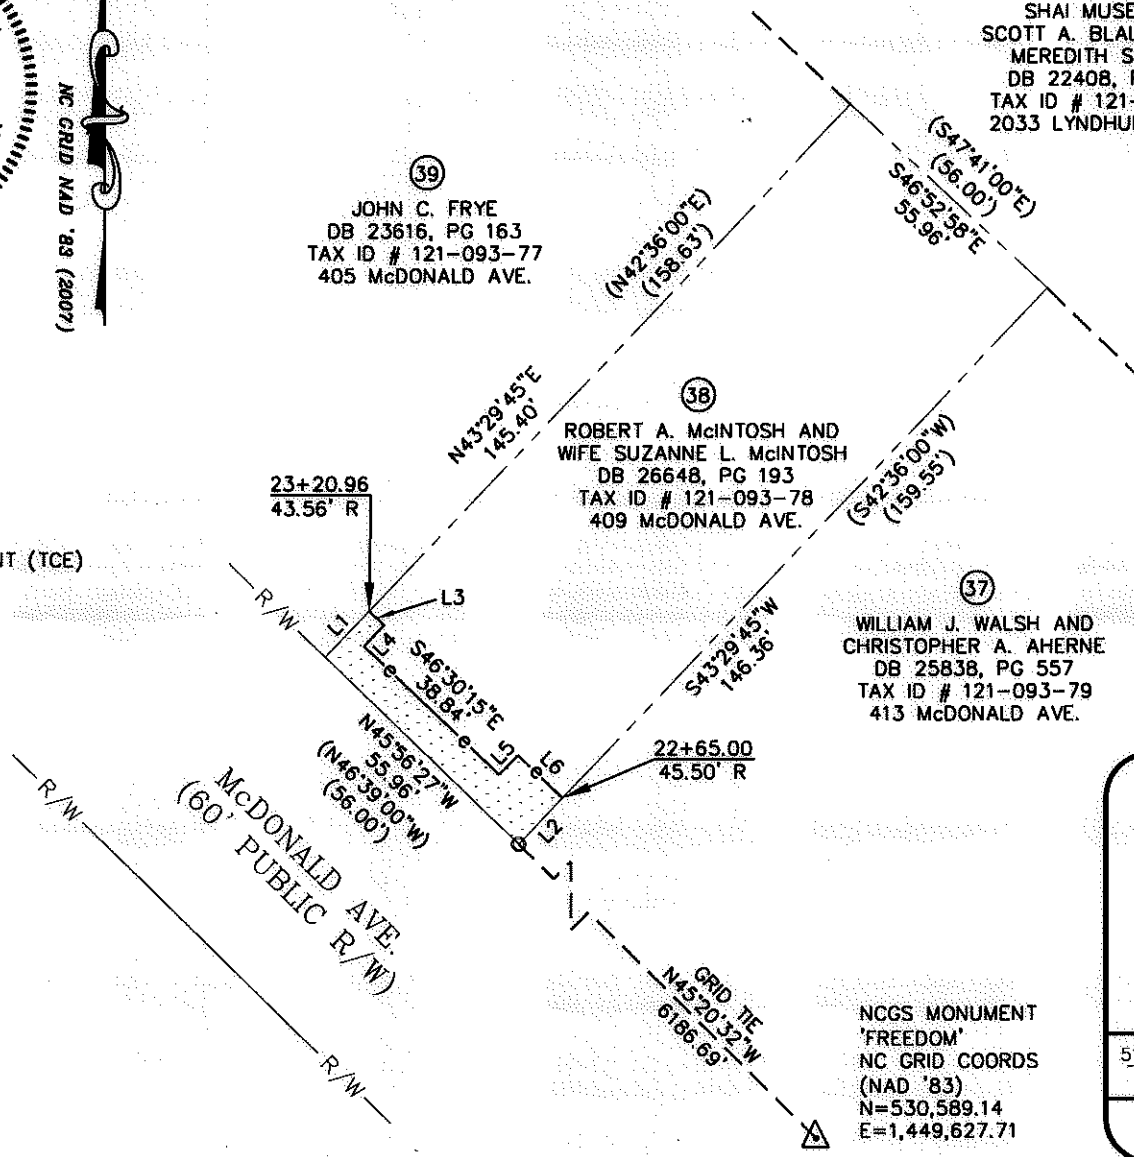 SHAI MUSE
SCOTT A. BLAU
MEREDITH S
DB 22408,
TAX ID # 121-
2033 LYNDHU
NC GRID NAD '83 (2007)
39
JOHN C. FRYE
DB 23616, PG 163
TAX ID # 121-093-77
405 McDONALD AVE.
(S47°41'00"E)
(56.00')
S46°52'58"E
55.96'
(N42°36'00"E)
(158.63')
N43°29'45"E
145.40'
38
ROBERT A. McINTOSH AND
WIFE SUZANNE L. McINTOSH
DB 26648, PG 193
TAX ID # 121-093-78
409 McDONALD AVE.
(S42°36'00"W)
(159.55')
S43°29'45"W
146.36'
23+20.96
43.56' R
T (TCE)
37
WILLIAM J. WALSH AND
CHRISTOPHER A. AHERNE
DB 25838, PG 557
TAX ID # 121-093-79
413 McDONALD AVE.
R/W
L1
L3
L4
e
S46°30'15"E
38.84'
e
L5
L6
e
L2
22+65.00
45.50' R
N45°56'27"W
55.96'
(N46°39'00"W)
(56.00')
R/W
McDONALD AVE.
(60' PUBLIC R/W)
R/W
GRID TIE
N45°20'32"W
6186.69'
NCGS MONUMENT
'FREEDOM'
NC GRID COORDS
(NAD '83)
N=530,589.14
E=1,449,627.71
5